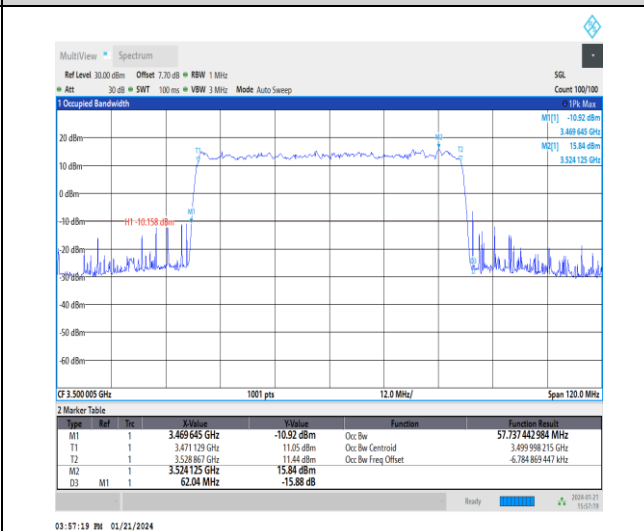 MultiView Spectrum
Ref Level 30.00 dBm Offset 7.70 dB RBW 1 MHz SGL
Att 30 dB SWT 100 ms VBW 3 MHz Mode Auto Sweep Count 100/100
1 Occupied Bandwidth 1Pk Max
M1[1] -10.92 dBm
3.469 645 GHz
M2[1] 15.84 dBm
3.524 125 GHz
20 dBm
M2
T1
T2
10 dBm
0 dBm
M1
-10 dBm
H1 -10.158 dBm
-20 dBm
D3
-30 dBm
-40 dBm
-50 dBm
-60 dBm
CF 3.500 005 GHz 1001 pts 12.0 MHz/ Span 120.0 MHz
2 Marker Table
Type Ref Trc X-Value Y-Value Function Function Result
M1 1 3.469 645 GHz -10.92 dBm Occ Bw 57.737 442 984 MHz
T1 1 3.471 129 GHz 11.05 dBm Occ Bw Centroid 3.499 998 215 GHz
T2 1 3.528 867 GHz 11.44 dBm Occ Bw Freq Offset -6.784 869 447 kHz
M2 1 3.524 125 GHz 15.84 dBm
D3 M1 1 62.04 MHz -15.88 dB
Ready 2024-01-21
15:57:19
03:57:19 PM 01/21/2024